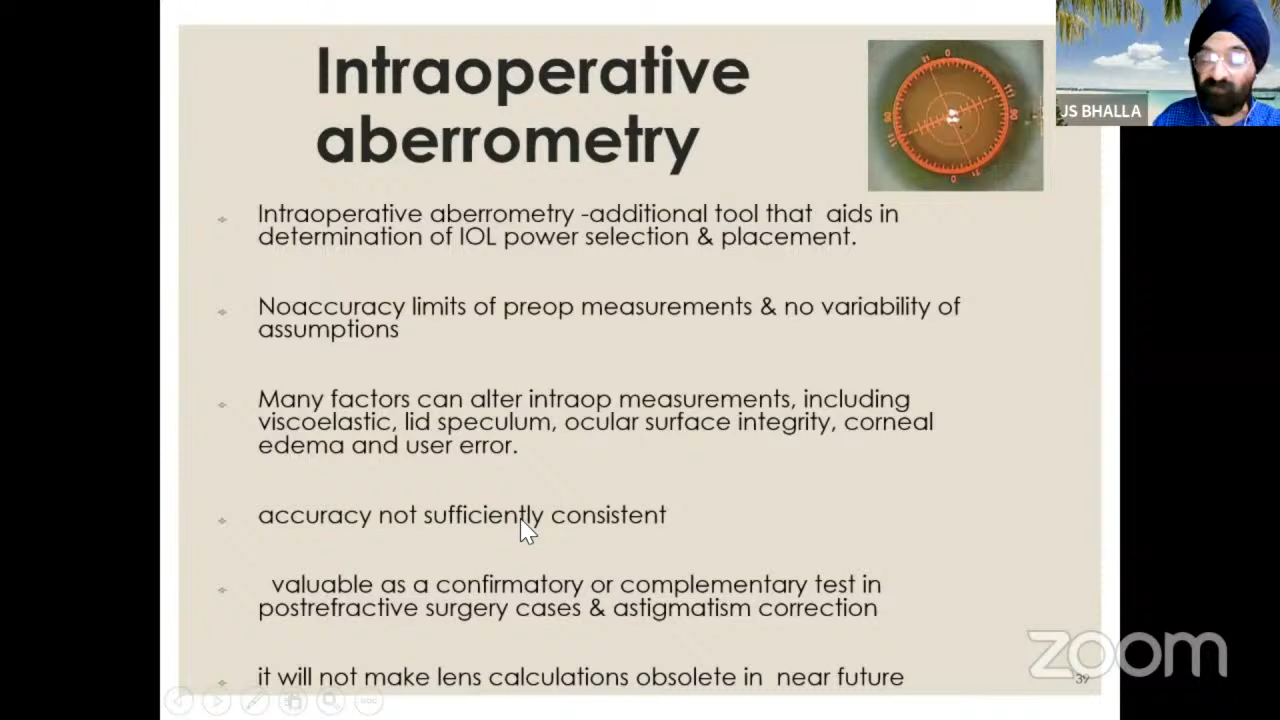 Intraoperative
aberrometry
JS BHALLA
Intraoperative aberrometry -additional tool that  aids in
determination of IOL power selection & placement.
Noaccuracy limits of preop measurements & no variability of
assumptions
Many factors can alter intraop measurements, including
viscoelastic, lid speculum, ocular surface integrity, corneal
edema and user error.
accuracy not sufficiently consistent
valuable as a confirmatory or complementary test in
postrefractive surgery cases & astigmatism correction
it will not make lens calculations obsolete in  near future
zoom
39